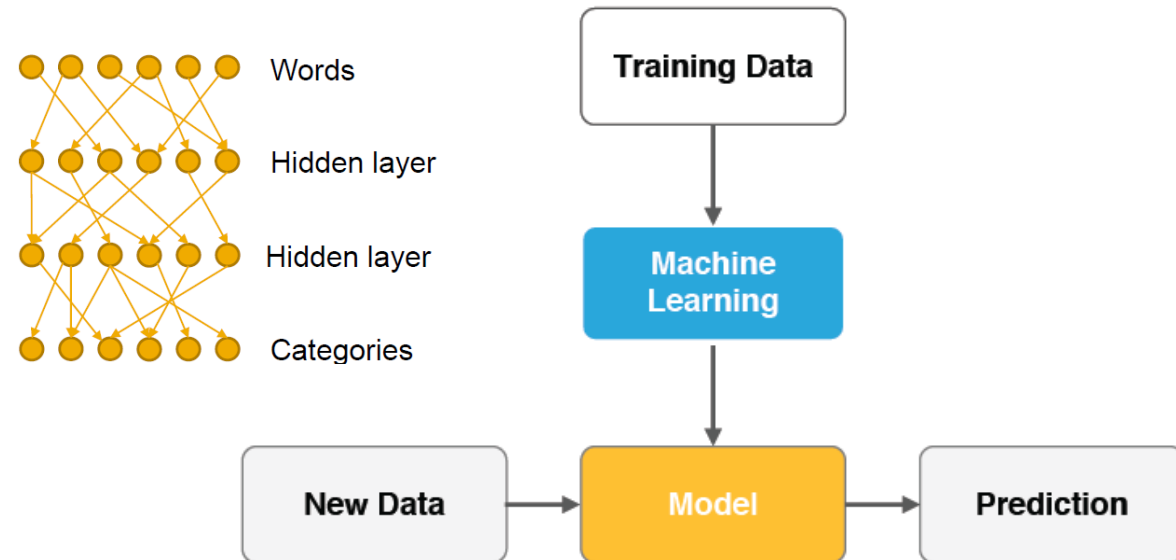 Words
Hidden layer
Hidden layer
Categories
Training Data
Machine
Learning
New Data
Model
Prediction